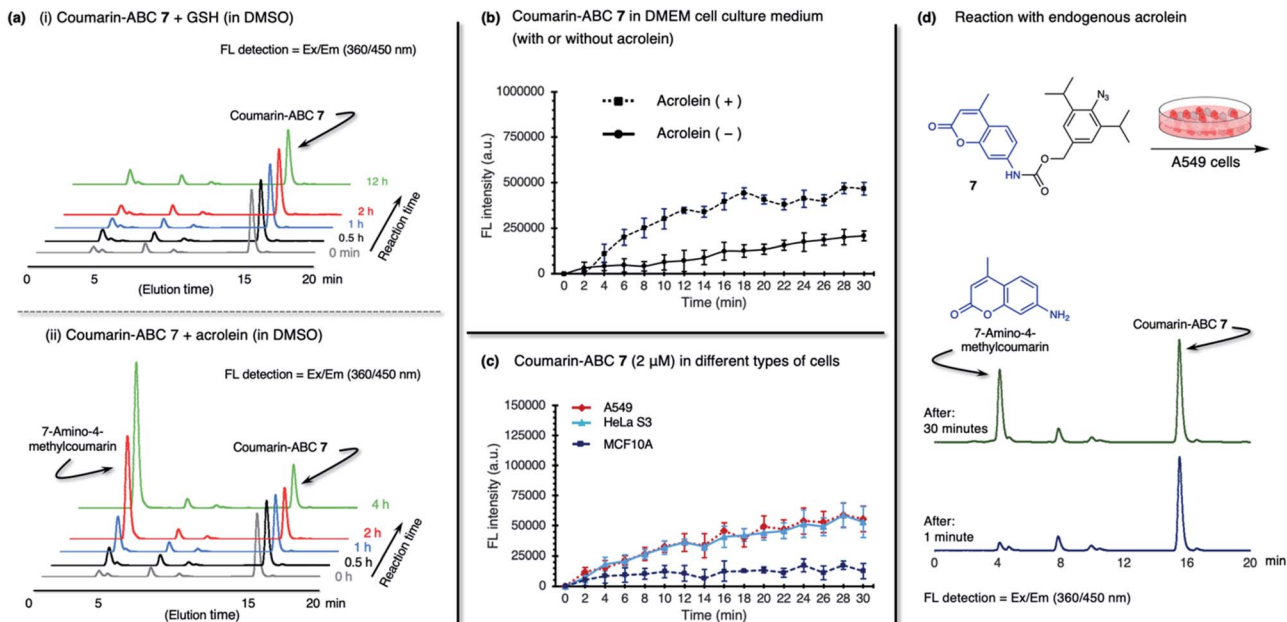 (a) (i) Coumarin-ABC 7 + GSH (in DMSO)
FL detection = Ex/Em (360/450 nm)
Coumarin-ABC 7
12 h
2 h
1 h
0.5 h
0 min
Reaction time
0 5 15 20 min
(Elution time)
(ii) Coumarin-ABC 7 + acrolein (in DMSO)
FL detection = Ex/Em (360/450 nm)
7-Amino-4-
methylcoumarin
Coumarin-ABC 7
4 h
2 h
1 h
0.5 h
0 h
Reaction time
0 5 15 20 min
(Elution time)
(b) Coumarin-ABC 7 in DMEM cell culture medium
(with or without acrolein)
FL intensity (a.u.)
1000000
750000
500000
250000
0
Acrolein ( + )
Acrolein ( − )
0 2 4 6 8 10 12 14 16 18 20 22 24 26 28 30
Time (min)
(c) Coumarin-ABC 7 (2 μM) in different types of cells
FL intensity (a.u.)
150000
125000
100000
75000
50000
25000
0
A549
HeLa S3
MCF10A
0 2 4 6 8 10 12 14 16 18 20 22 24 26 28 30
Time (min)
(d) Reaction with endogenous acrolein
N3
O
O
O
NH
O
7
A549 cells
O
O
NH2
7-Amino-4-
methylcoumarin
Coumarin-ABC 7
After:
30 minutes
After:
1 minute
0 4 8 12 16 20 min
FL detection = Ex/Em (360/450 nm)